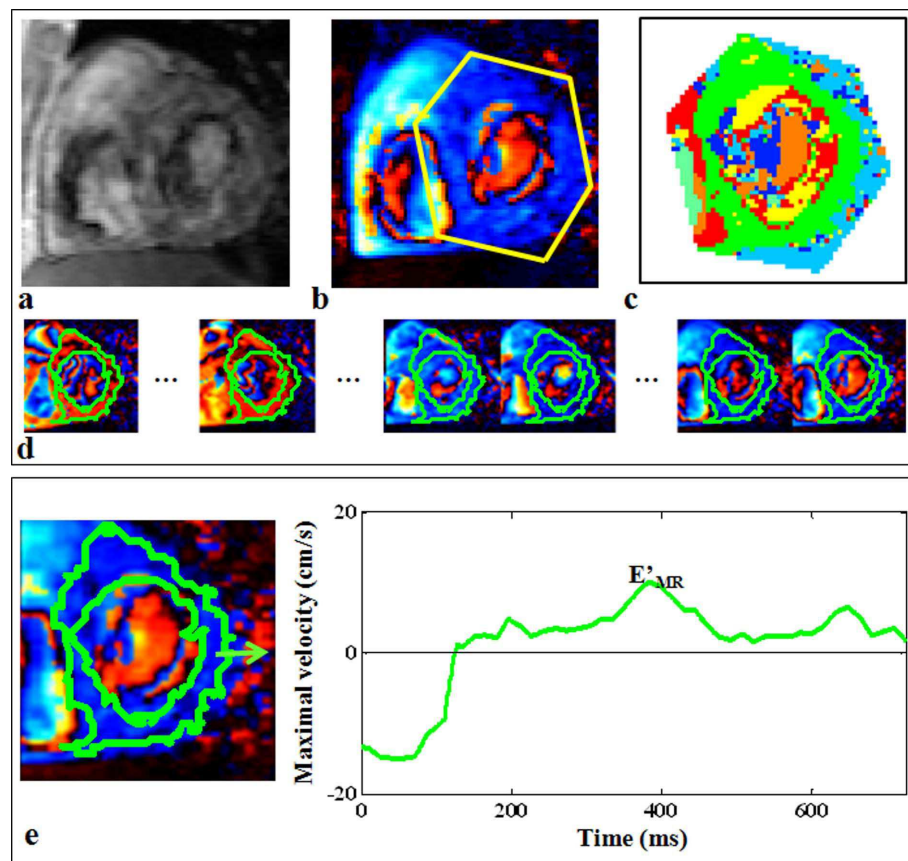 a
b
c
... ... ...
d
20
E'MR
0
-20
0 200 400 600
Maximal velocity (cm/s)
Time (ms)
e